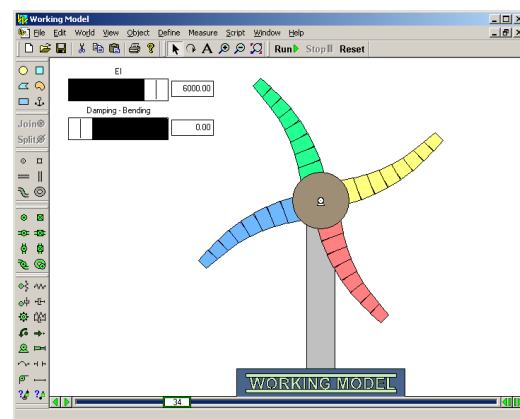 Working Model
File Edit World View Object Define Measure Script Window Help
A Run Stop Reset
Join
Split
EI
6000.00
Damping - Bending
0.00
WORKING MODEL
34